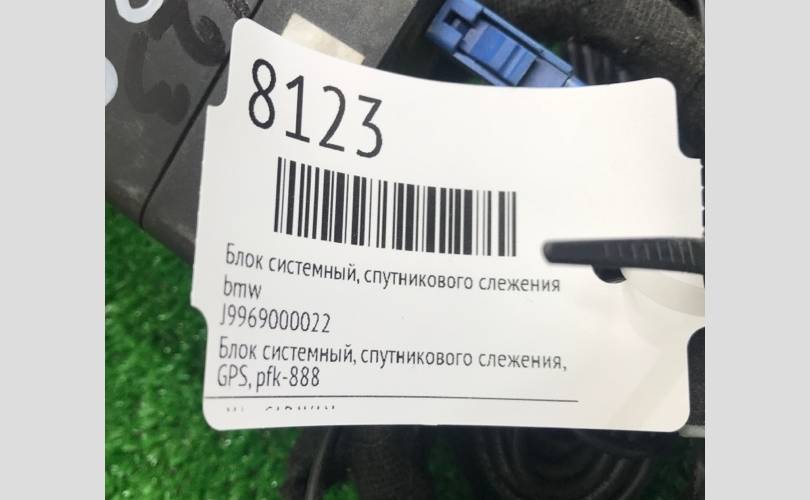 8123
Блок системный, спутникового слежения
bmw
J9969000022
Блок системный, спутникового слежения,
GPS, pfk-888